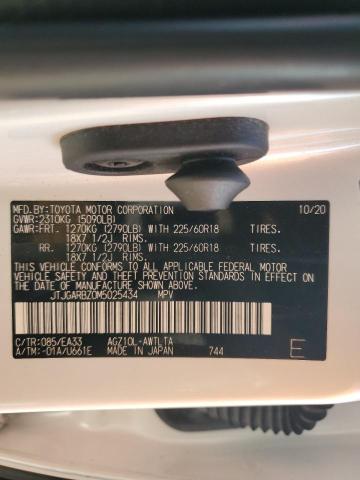 MFD.BY:TOYOTA MOTOR CORPORATION 10/20
GVWR:2310KG (5090LB)
GAWR:FRT. 1270KG (2790LB) WITH 225/60R18 TIRES.
18X7 1/2J RIMS.
RR. 1270KG (2790LB) WITH 225/60R18 TIRES.
18X7 1/2J RIMS.
THIS VEHICLE CONFORMS TO ALL APPLICABLE FEDERAL MOTOR
VEHICLE SAFETY AND THEFT PREVENTION STANDARDS IN EFFECT
ON THE DATE OF MANUFACTURE SHOWN ABOVE.
JTJGARBZ0M5025434 MPV
C/TR:085/EA33 AGZ10L-AWTLTA
A/TM:-01A/U661E MADE IN JAPAN 744 E